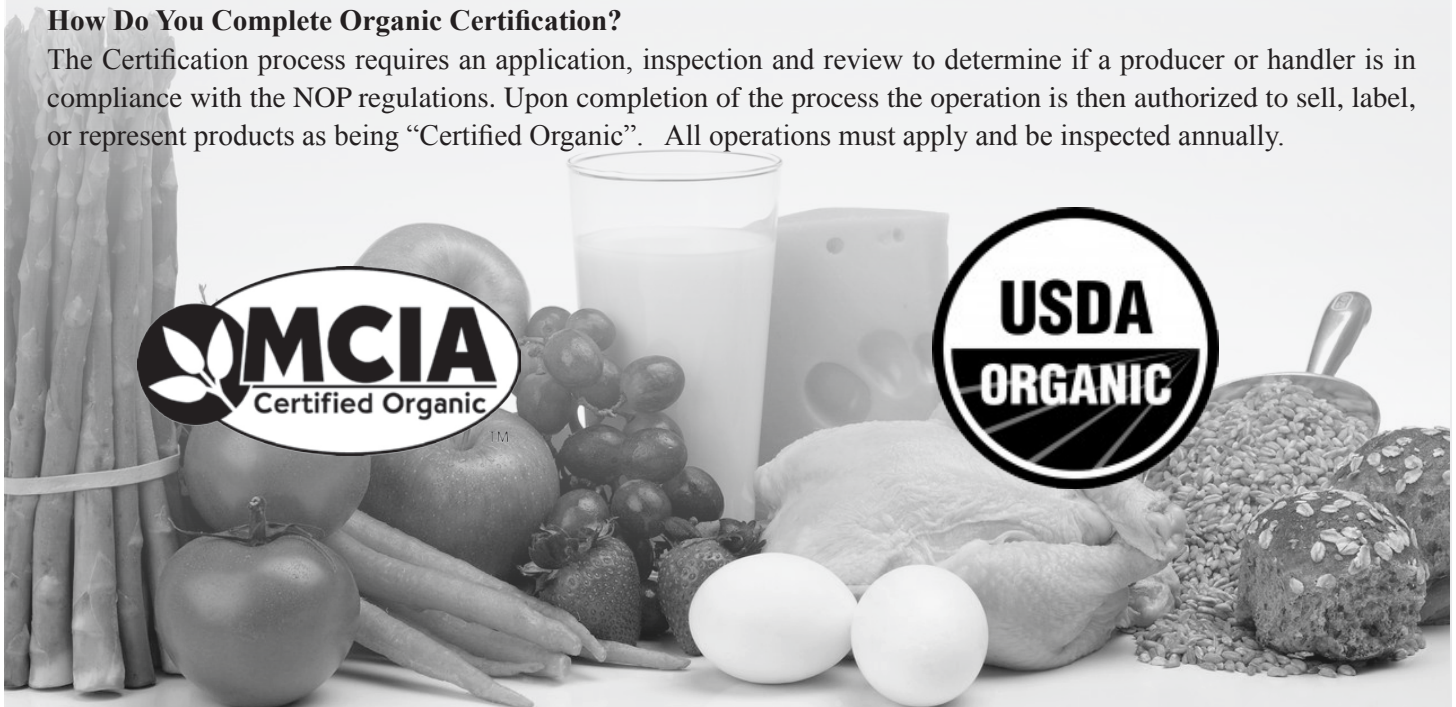 How Do You Complete Organic Certification?
The Certification process requires an application, inspection and review to determine if a producer or handler is in
compliance with the NOP regulations. Upon completion of the process the operation is then authorized to sell, label,
or represent products as being “Certified Organic”. All operations must apply and be inspected annually.
MCIA
Certified Organic
TM
USDA
ORGANIC